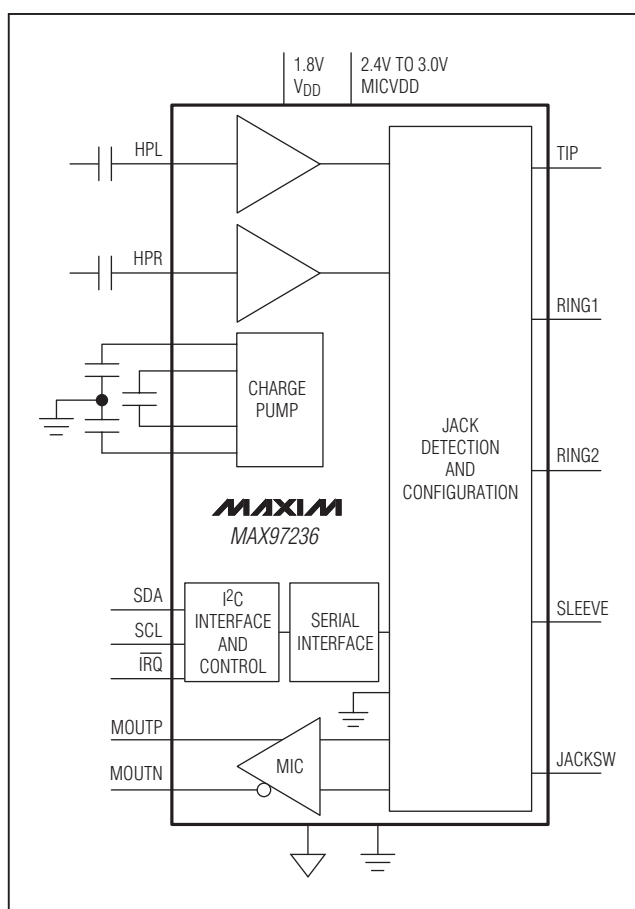 1.8V
VDD
2.4V TO 3.0V
MICVDD
HPL
HPR
TIP
RING1
CHARGE
PUMP
JACK
DETECTION
AND
CONFIGURATION
RING2
MAXIM
MAX97236
SDA
SCL
IRQ
I2C
INTERFACE
AND
CONTROL
SERIAL
INTERFACE
SLEEVE
MOUTP
MOUTN
MIC
JACKSW